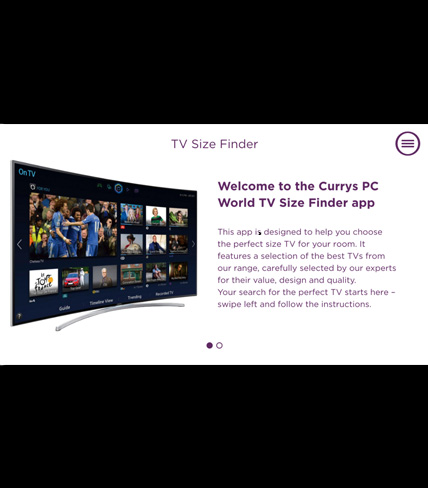 TV Size Finder
On TV
Welcome to the Currys PC
World TV Size Finder app
This app is designed to help you choose
the perfect size TV for your room. It
features a selection of the best TVs from
our range, carefully selected by our experts
for their value, design and quality.
Your search for the perfect TV starts here –
swipe left and follow the instructions.
Guide
Timeline View
Trending
Recorded TV